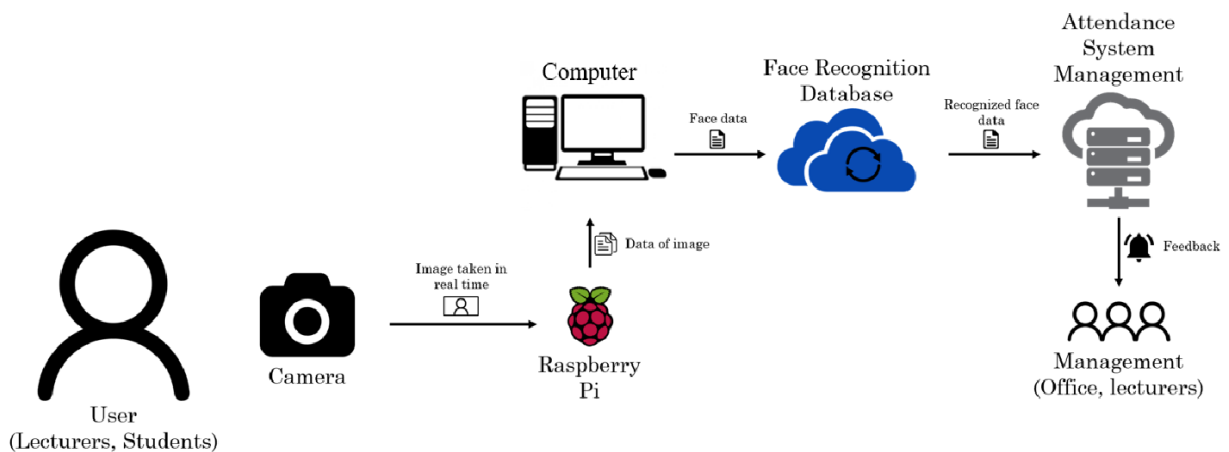 User
(Lecturers, Students)
Camera
Image taken in
real time
Raspberry
Pi
Data of image
Computer
Face data
Face Recognition
Database
Recognized face
data
Attendance
System
Management
Feedback
Management
(Office, lecturers)